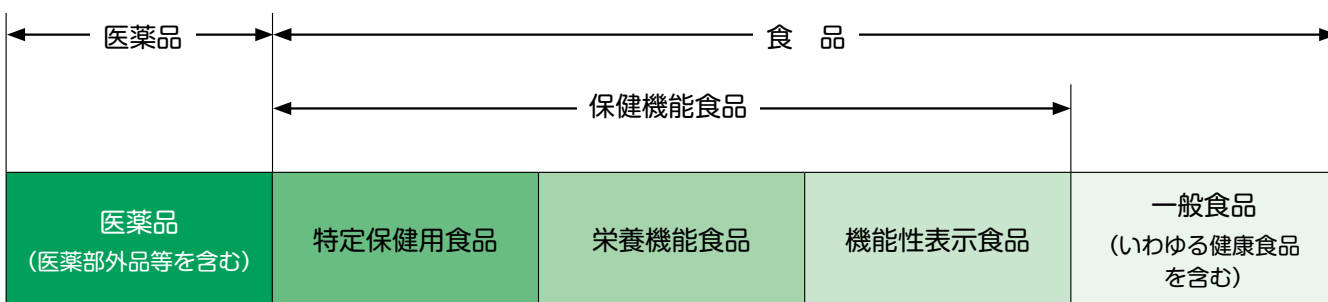 医薬品
食 品
保健機能食品
医薬品
(医薬部外品等を含む)
特定保健用食品
栄養機能食品
機能性表示食品
一般食品
(いわゆる健康食品
を含む)